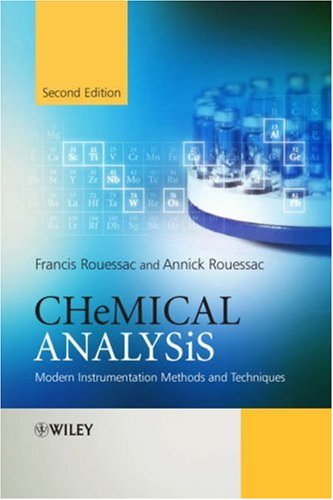 Second Edition
Francis Rouessac and Annick Rouessac
CHeMICAL
ANALYSiS
Modern Instrumentation Methods and Techniques
WILEY